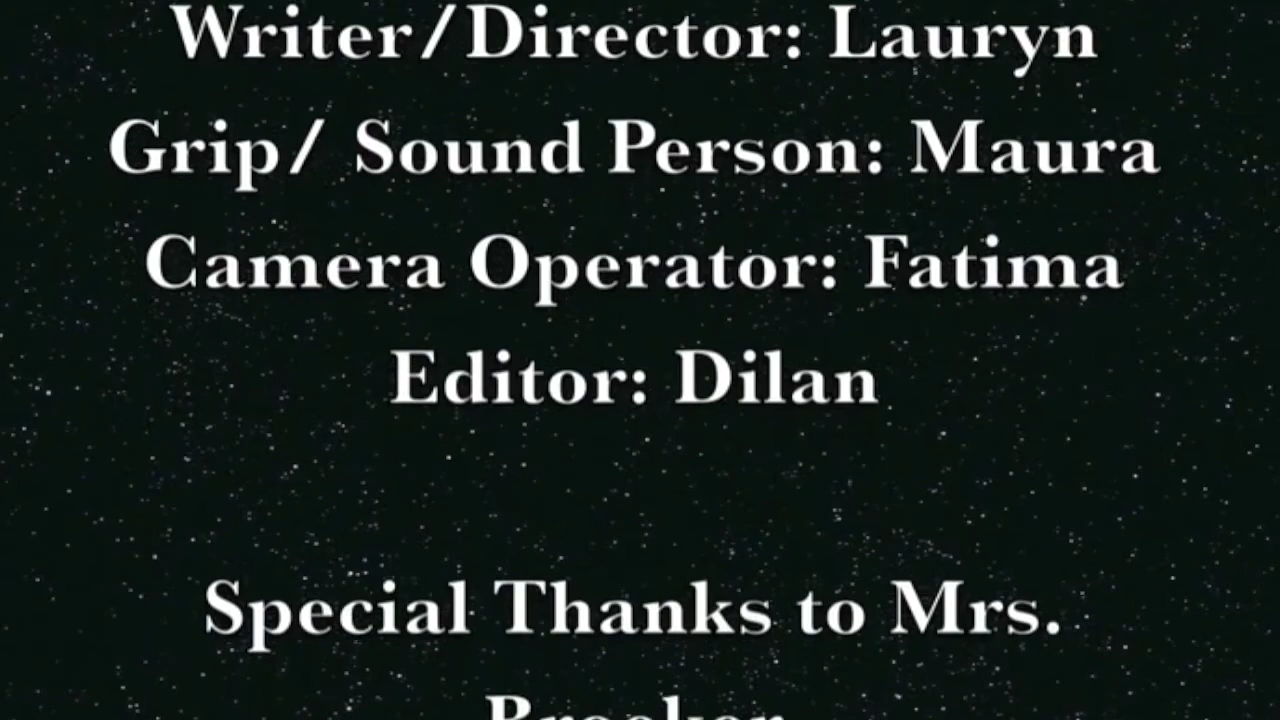 Writer/Director: Lauryn
Grip/ Sound Person: Maura
Camera Operator: Fatima
Editor: Dilan
Special Thanks to Mrs.